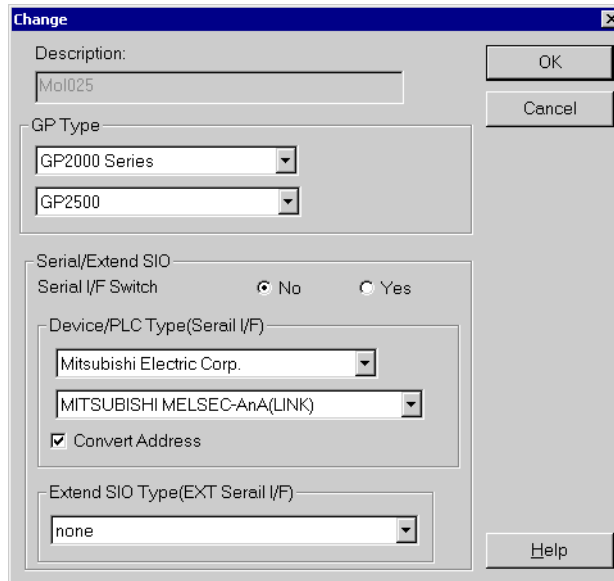 Change
Description:
Mol025
OK
Cancel
GP Type
GP2000 Series
GP2500
Serial/Extend SIO
Serial I/F Switch No Yes
Device/PLC Type(Serail I/F)
Mitsubishi Electric Corp.
MITSUBISHI MELSEC-AnA(LINK)
Convert Address
Extend SIO Type(EXT Serail I/F)
none
Help